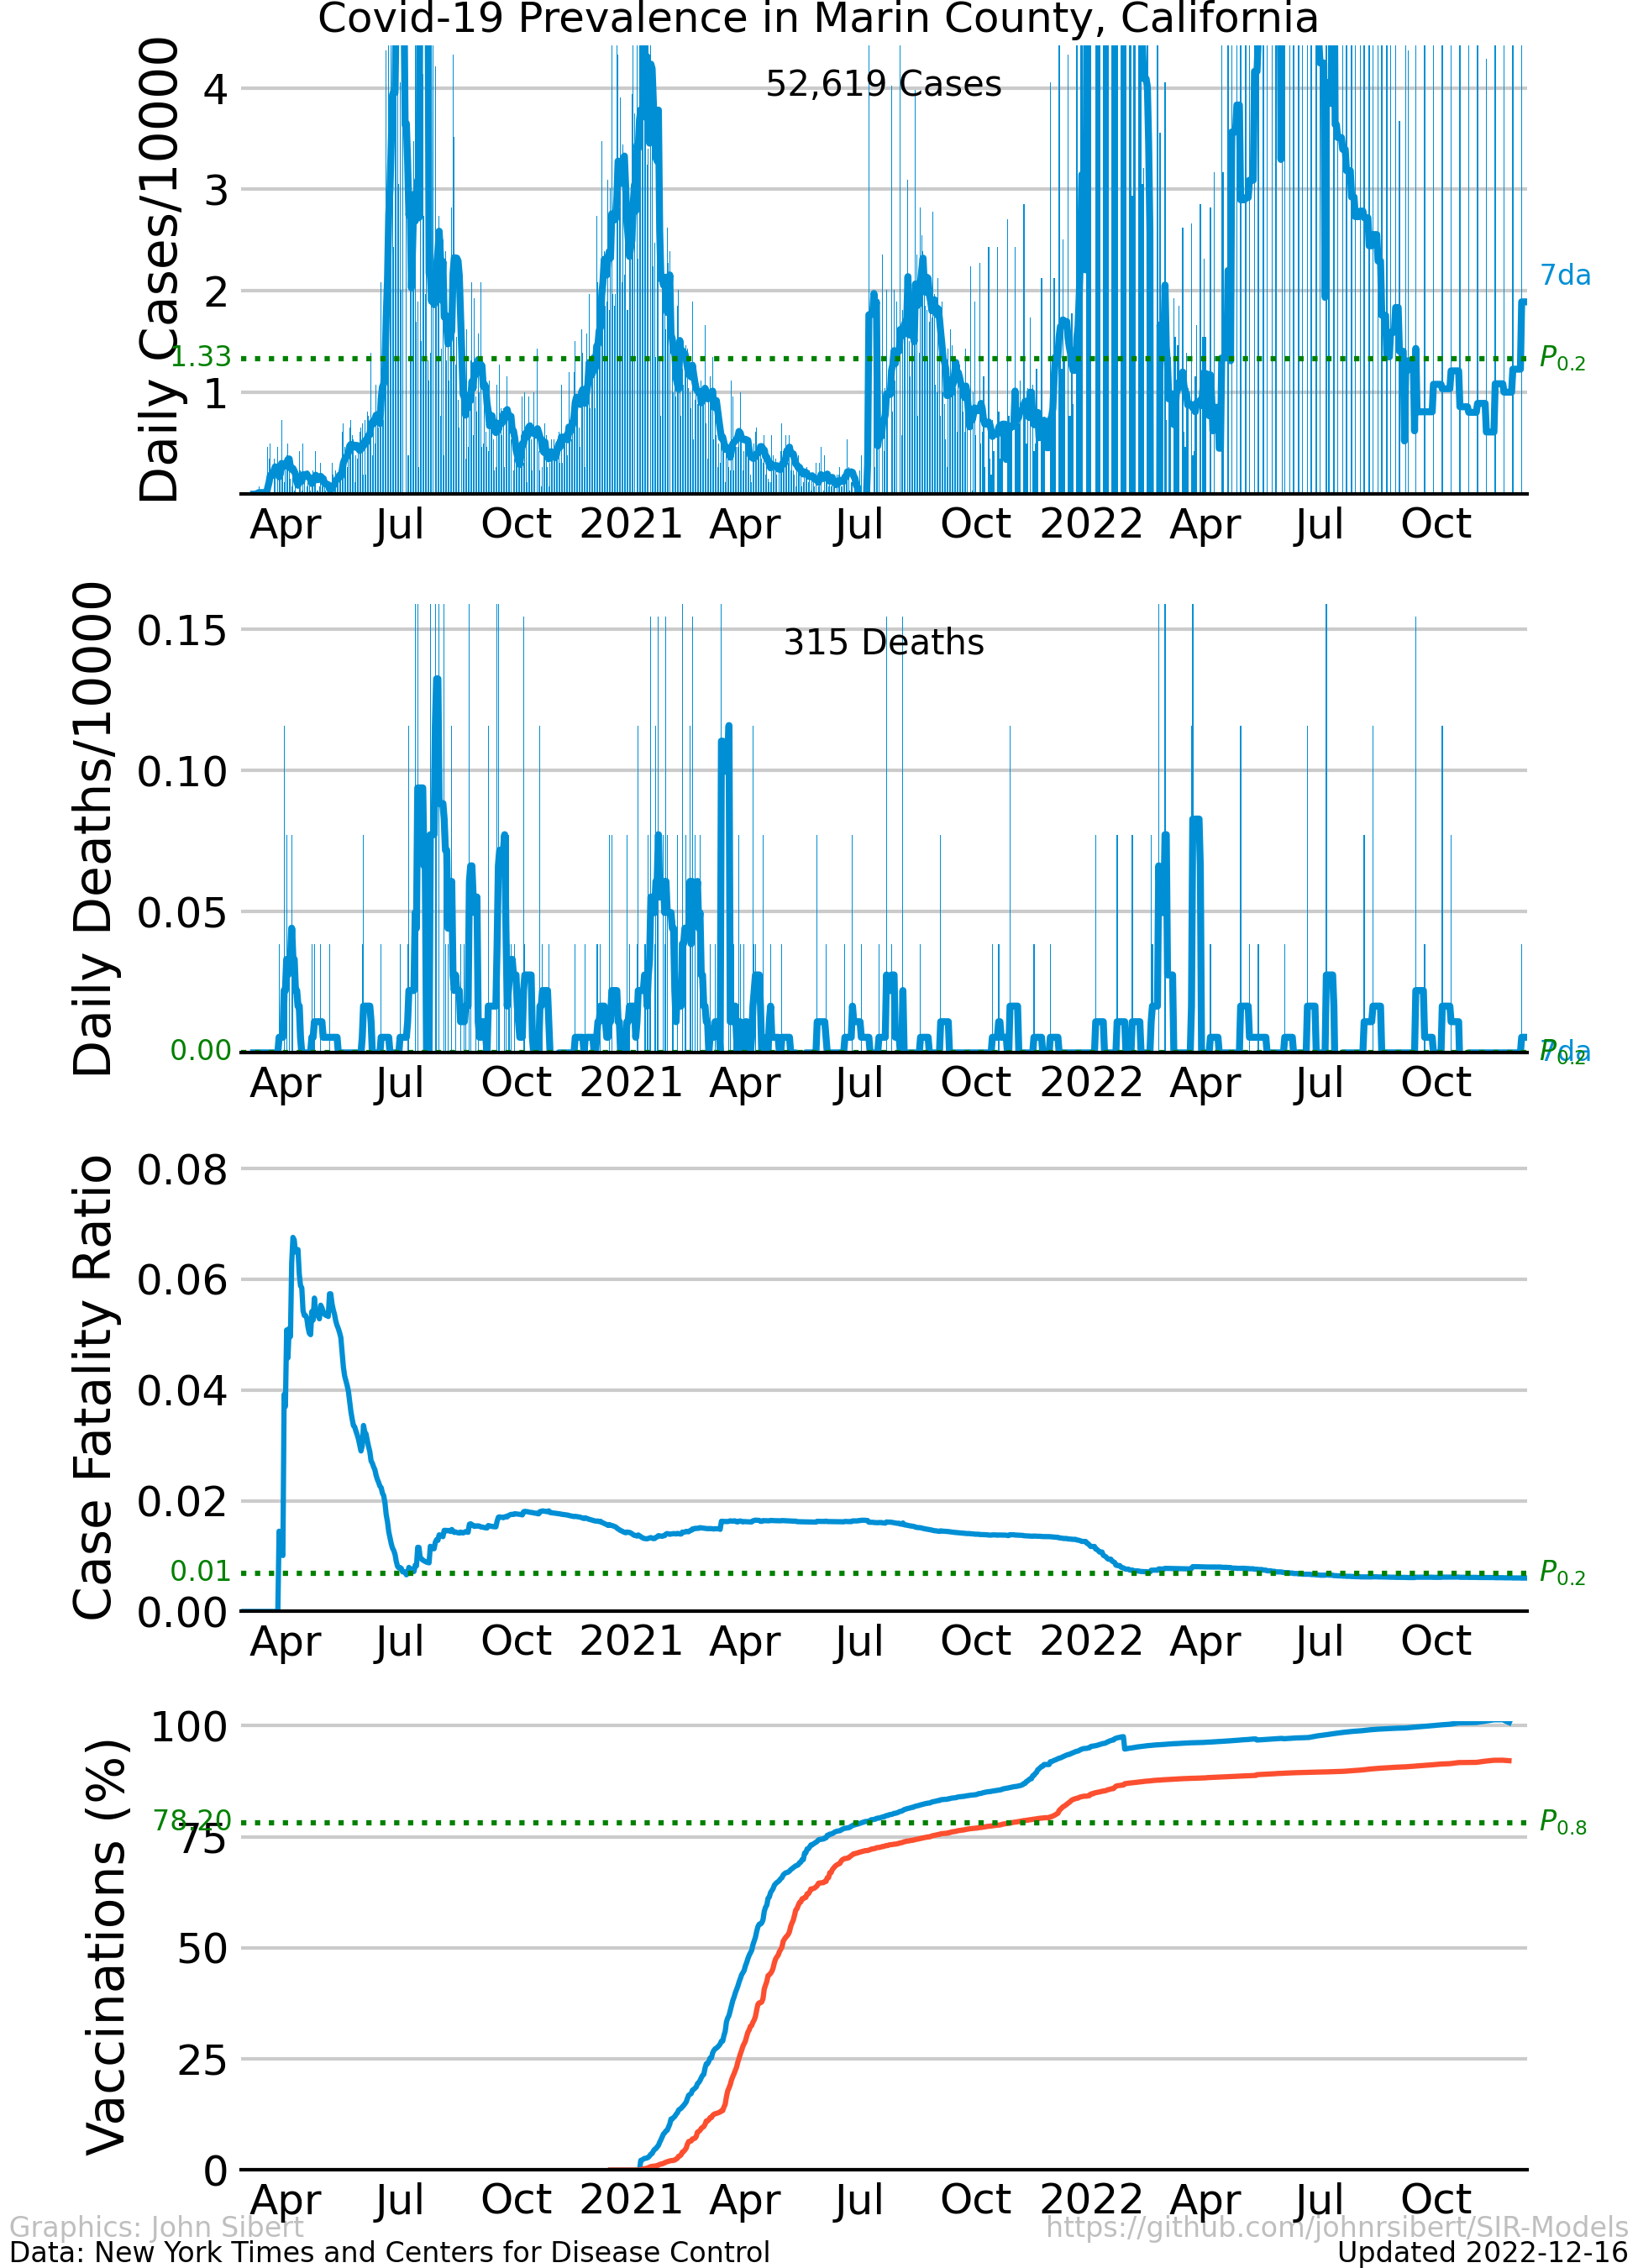 Covid-19 Prevalence in Marin County, California
Daily Cases/10000
52,619 Cases
4
3
2
1
1.33
7da
P0.2
Apr Jul Oct 2021 Apr Jul Oct 2022 Apr Jul Oct
Daily Deaths/10000
315 Deaths
0.15
0.10
0.05
0.00
7da
P0.2
Apr Jul Oct 2021 Apr Jul Oct 2022 Apr Jul Oct
Case Fatality Ratio
0.08
0.06
0.04
0.02
0.01
0.00
P0.2
Apr Jul Oct 2021 Apr Jul Oct 2022 Apr Jul Oct
Vaccinations (%)
100
78.20
75
50
25
0
P0.8
Apr Jul Oct 2021 Apr Jul Oct 2022 Apr Jul Oct
Graphics: John Sibert https://github.com/johnrsibert/SIR-Models
Data: New York Times and Centers for Disease Control Updated 2022-12-16